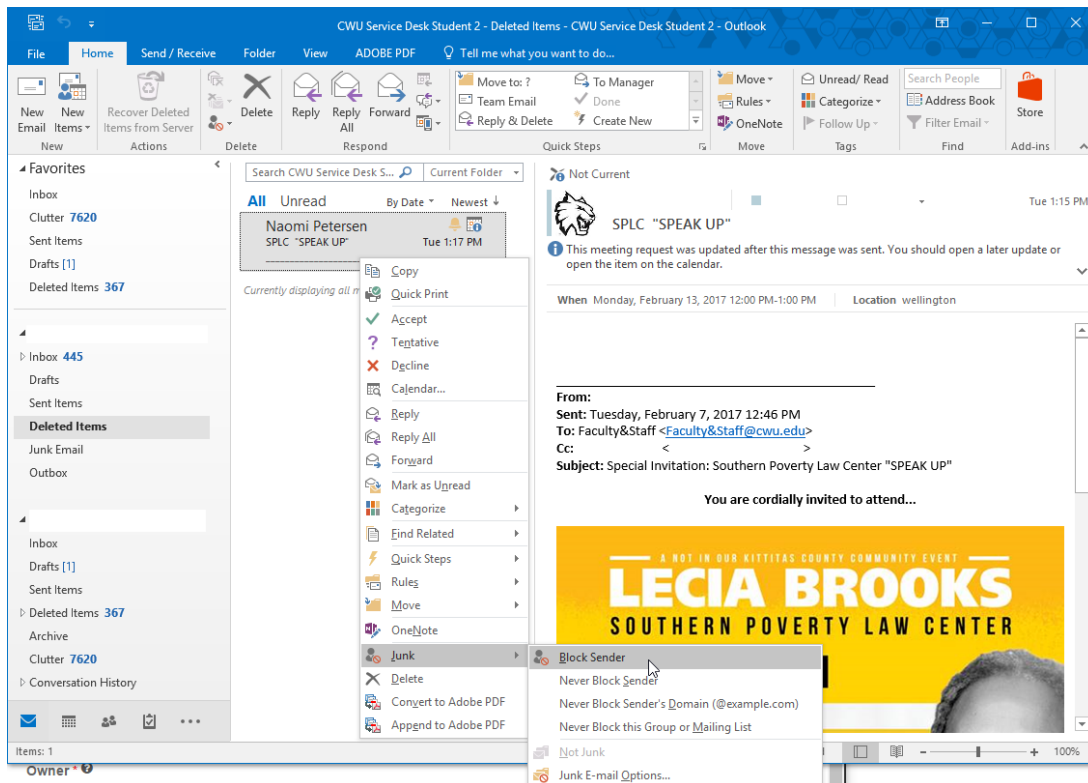 CWU Service Desk Student 2 - Deleted Items - CWU Service Desk Student 2 - Outlook
File Home Send / Receive Folder View ADOBE PDF Tell me what you want to do...
New Email
New Items
Recover Deleted Items from Server
Delete
Reply
Reply All
Forward
Move to: ?
Team Email
Reply & Delete
To Manager
Done
Create New
Move
Rules
OneNote
Unread/ Read
Categorize
Follow Up
Search People
Address Book
Filter Email
Store
New Actions Delete Respond Quick Steps Move Tags Find Add-ins
Favorites
Inbox
Clutter 7620
Sent Items
Drafts [1]
Deleted Items 367
Inbox 445
Drafts
Sent Items
Deleted Items
Junk Email
Outbox
Inbox
Drafts [1]
Sent Items
Deleted Items 367
Archive
Clutter 7620
Conversation History
Items: 1
Owner *
Search CWU Service Desk S... Current Folder
All Unread By Date Newest
Naomi Petersen
SPLC "SPEAK UP" Tue 1:17 PM
Currently displaying all
Copy
Quick Print
Accept
Tentative
Decline
Calendar...
Reply
Reply All
Forward
Mark as Unread
Categorize
Find Related
Quick Steps
Rules
Move
OneNote
Junk
Delete
Convert to Adobe PDF
Append to Adobe PDF
Block Sender
Never Block Sender
Never Block Sender's Domain (@example.com)
Never Block this Group or Mailing List
Not Junk
Junk E-mail Options...
Not Current
Tue 1:15 PM
SPLC "SPEAK UP"
This meeting request was updated after this message was sent. You should open a later update or
open the item on the calendar.
When Monday, February 13, 2017 12:00 PM-1:00 PM Location wellington
From:
Sent: Tuesday, February 7, 2017 12:46 PM
To: Faculty&Staff <Faculty&Staff@cwu.edu>
Cc: < >
Subject: Special Invitation: Southern Poverty Law Center "SPEAK UP"
You are cordially invited to attend...
A NOT IN OUR KITTITAS COUNTY COMMUNITY EVENT
LECIA BROOKS
SOUTHERN POVERTY LAW CENTER
100%